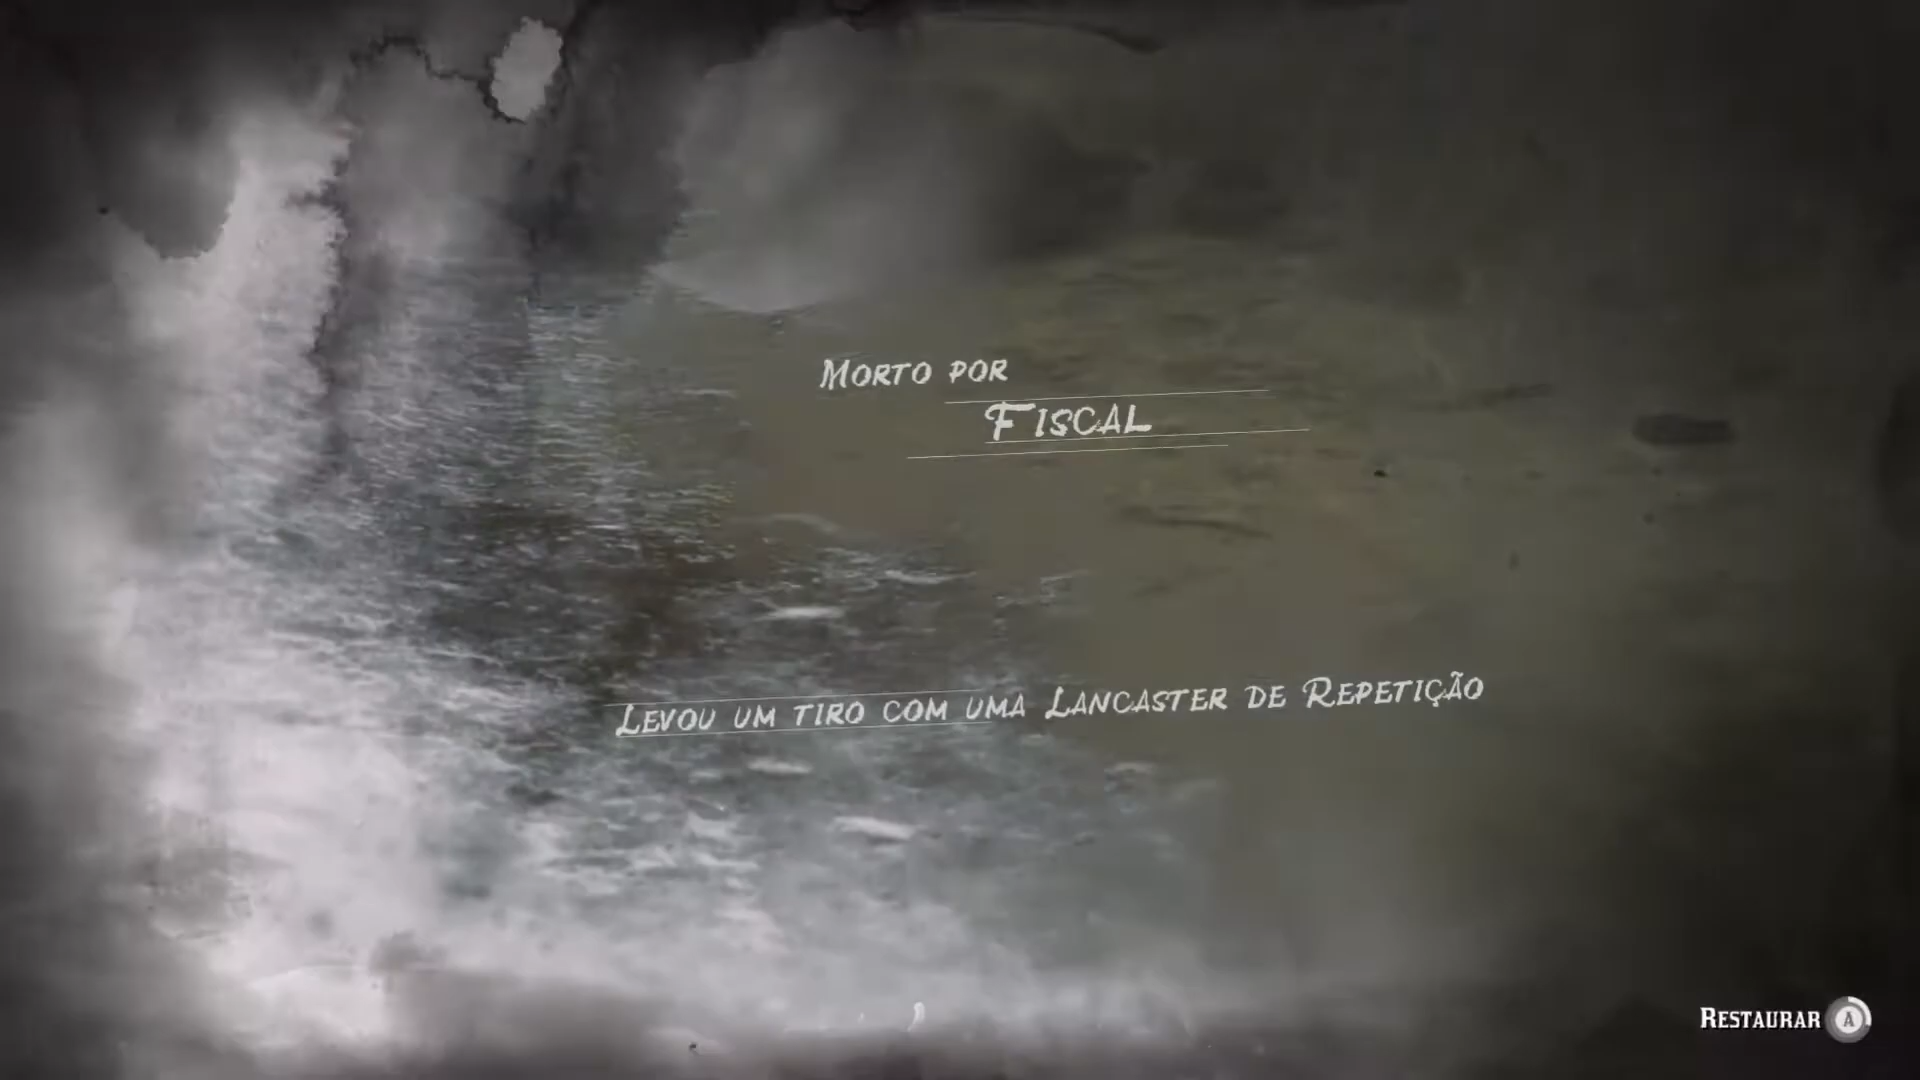 Morto por
Fiscal
Levou um tiro com uma Lancaster de Repetição
Restaurar A